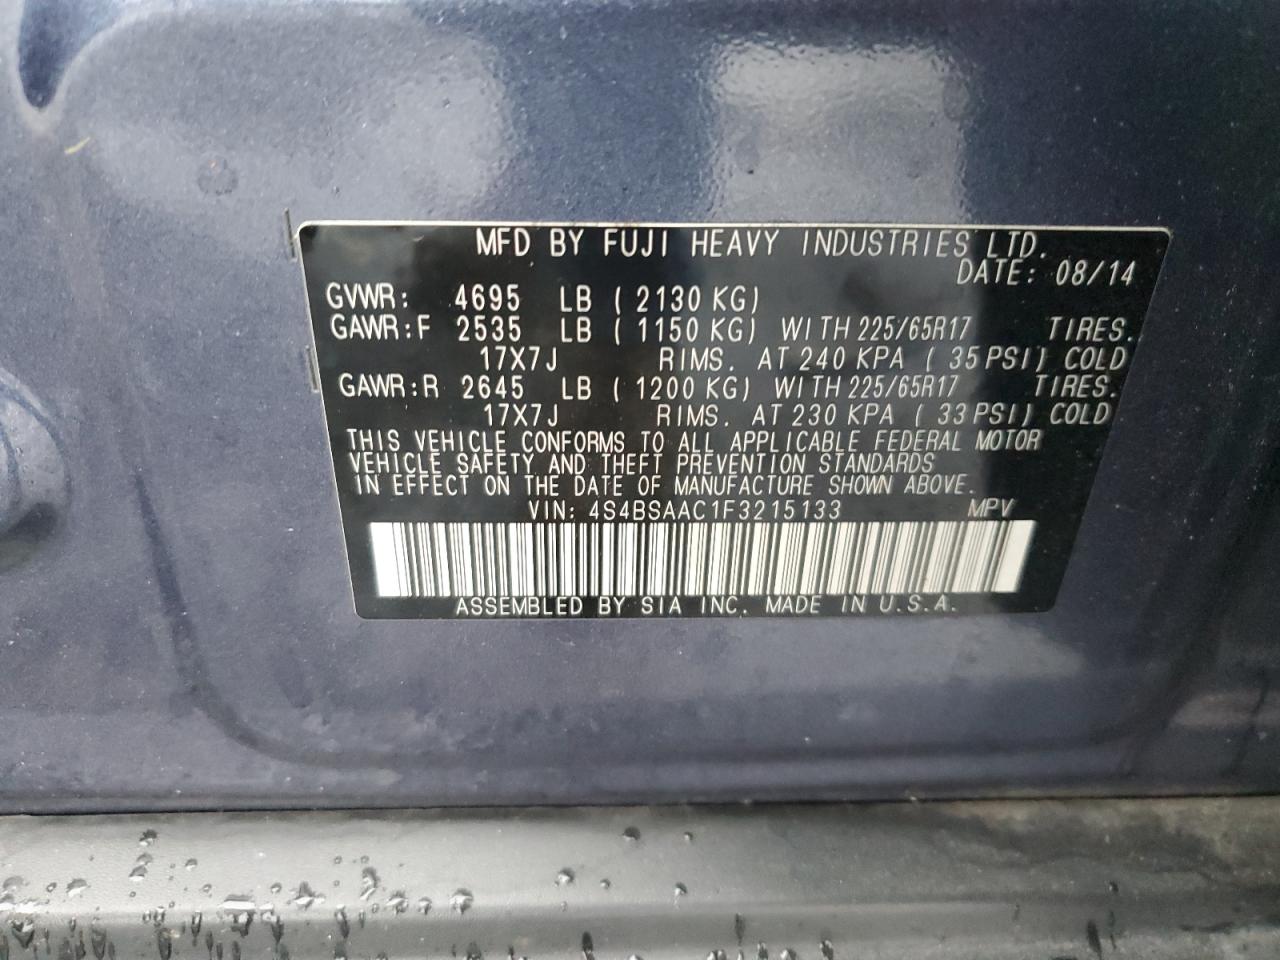 MFD BY FUJI HEAVY INDUSTRIES LTD.
DATE: 08/14
GVWR: 4695 LB (2130 KG)
GAWR:F 2535 LB (1150 KG) WITH 225/65R17 TIRES.
17X7J RIMS. AT 240 KPA (35 PSI) COLD
GAWR:R 2645 LB (1200 KG) WITH 225/65R17 TIRES.
17X7J RIMS. AT 230 KPA (33 PSI) COLD
THIS VEHICLE CONFORMS TO ALL APPLICABLE FEDERAL MOTOR
VEHICLE SAFETY AND THEFT PREVENTION STANDARDS
IN EFFECT ON THE DATE OF MANUFACTURE SHOWN ABOVE.
VIN: 4S4BSAAC1F3215133 MPV
ASSEMBLED BY SIA INC. MADE IN U.S.A.